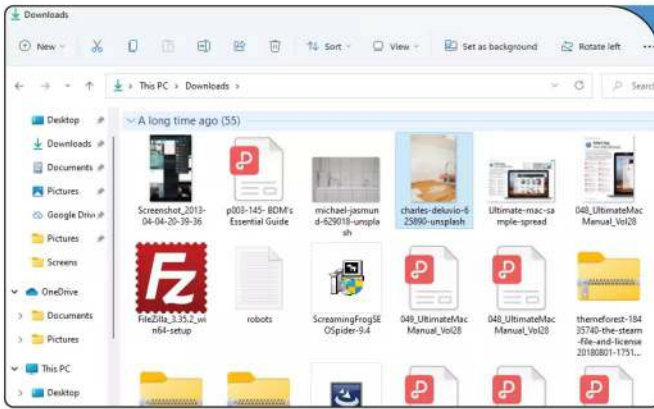 Downloads
New
Sort
View
Set as background
Rotate left
This PC > Downloads >
Search
Desktop
Downloads
Documents
Pictures
Google Drive
Pictures
Screens
OneDrive
Documents
Pictures
This PC
Desktop
A long time ago (55)
Screenshot_2013-
04-04-20-39-36
p003-145- BDM's
Essential Guide
michael-jasmun
d-629018-unspla
sh
charles-deluvio-6
25890-unsplash
Ultimate-mac-sa
mple-spread
048_UltimateMac
Manual_Vol28
FileZilla_3.35.2_wi
n64-setup
robots
ScreamingFrogSE
OSpider-9.4
049_UltimateMac
Manual_Vol28
048_UltimateMac
Manual_Vol28
themeforest-184
35740-the-steam
-file-and-license
20180801-1751...